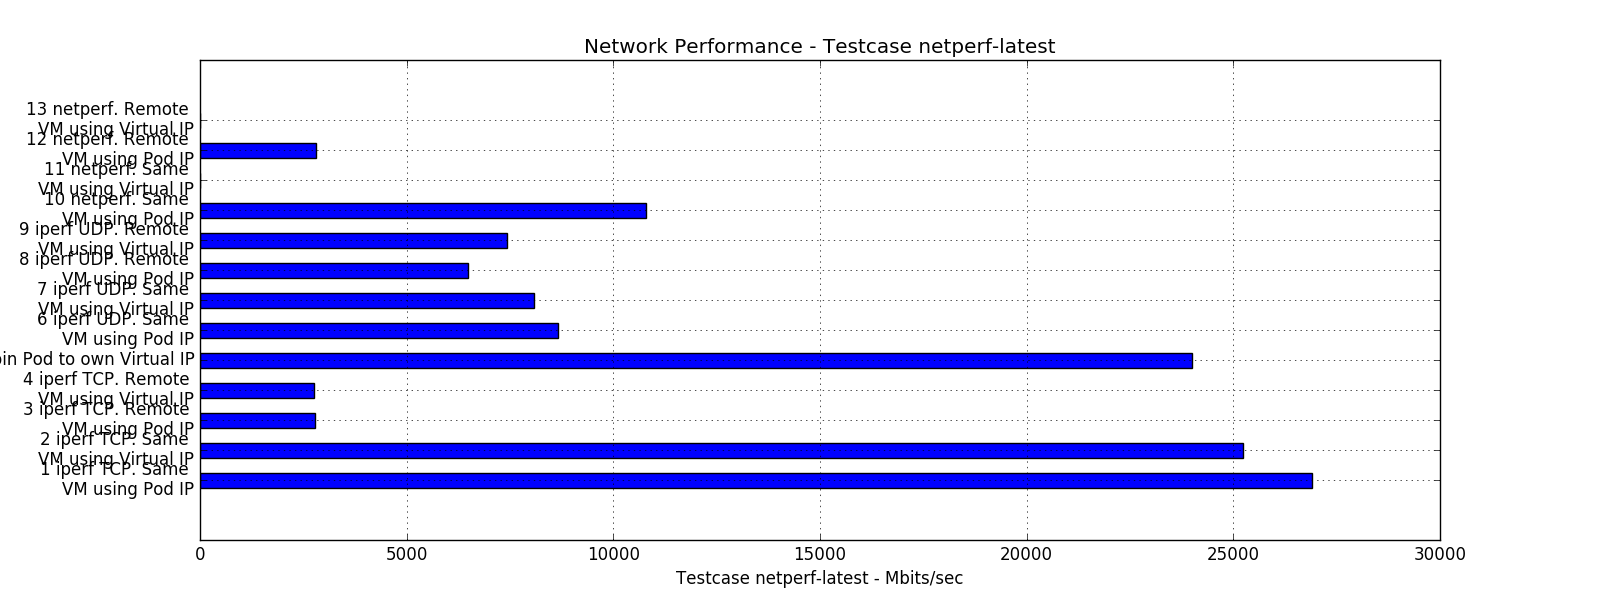 Network Performance - Testcase netperf-latest
13 netperf. Remote
VM using Virtual IP
12 netperf. Remote
VM using Pod IP
11 netperf. Same
VM using Virtual IP
10 netperf. Same
VM using Pod IP
9 iperf UDP. Remote
VM using Virtual IP
8 iperf UDP. Remote
VM using Pod IP
7 iperf UDP. Same
VM using Virtual IP
6 iperf UDP. Same
VM using Pod IP
Pod to own Virtual IP
4 iperf TCP. Remote
VM using Virtual IP
3 iperf TCP. Remote
VM using Pod IP
2 iperf TCP. Same
VM using Virtual IP
1 iperf TCP. Same
VM using Pod IP
0 5000 10000 15000 20000 25000 30000
Testcase netperf-latest - Mbits/sec